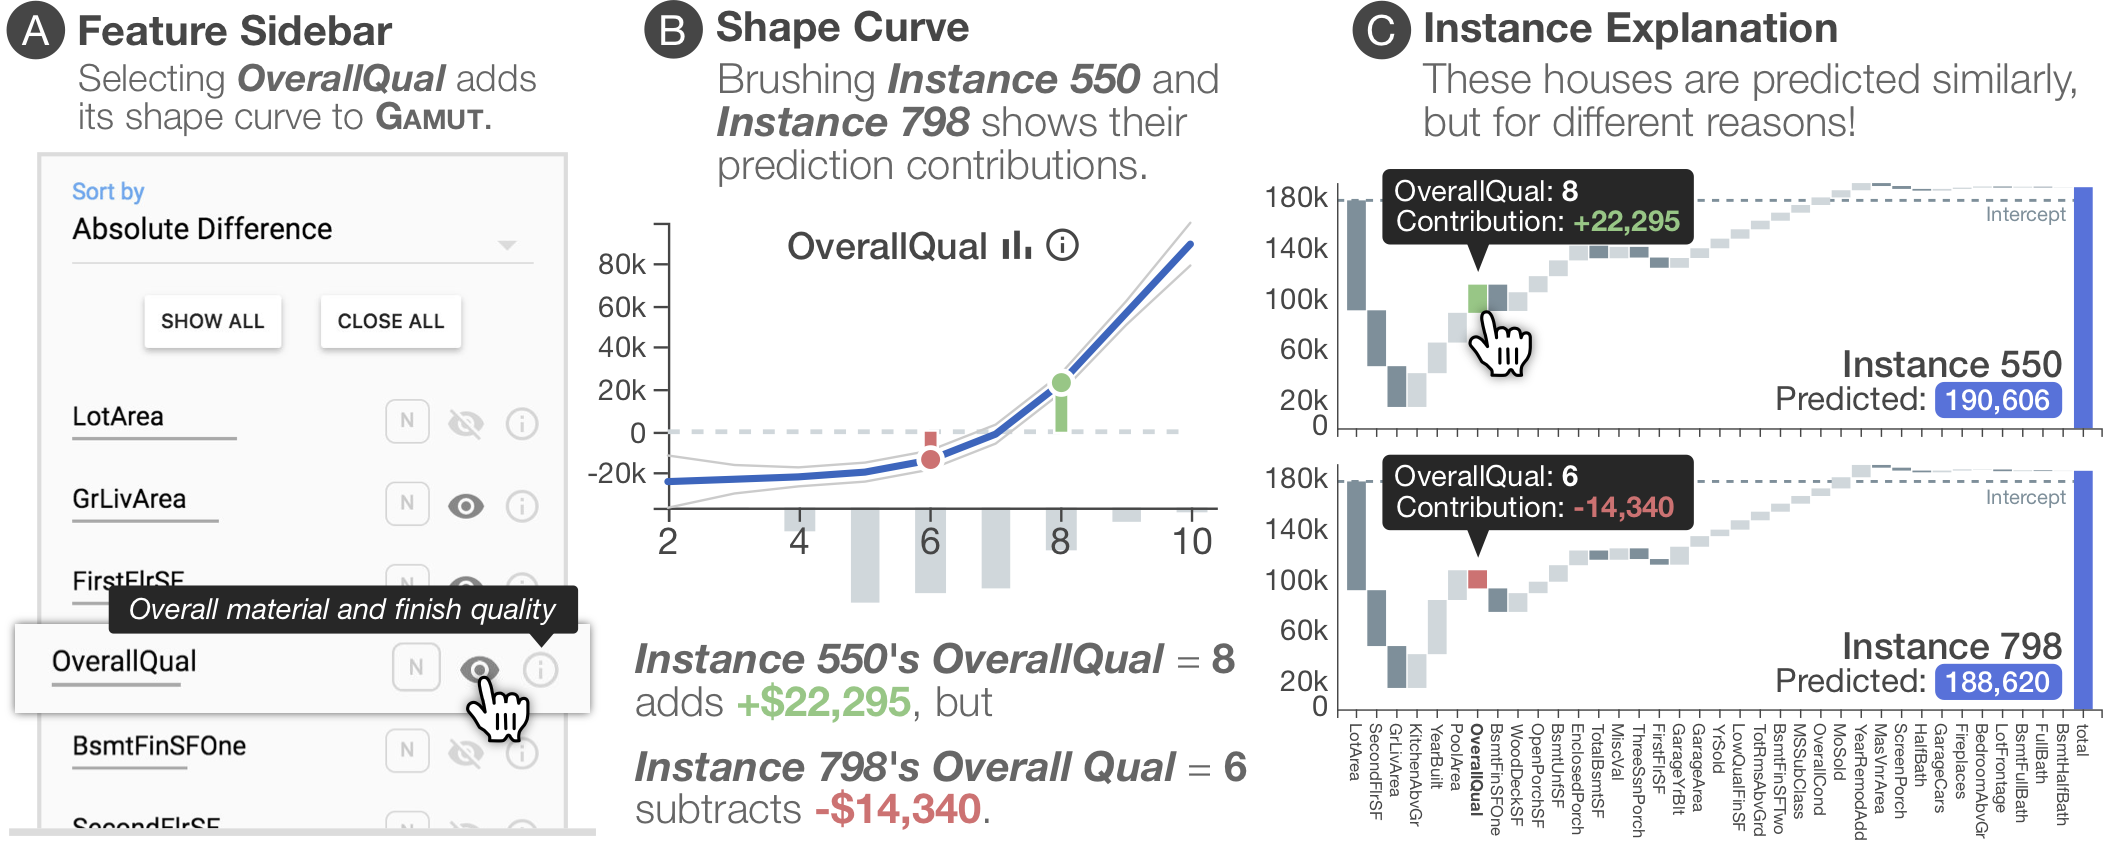 A Feature Sidebar
Selecting OverallQual adds
its shape curve to GAMUT.
Sort by
Absolute Difference
SHOW ALL CLOSE ALL
LotArea N
GrLivArea N
FirstFlrSF N
Overall material and finish quality
OverallQual N
BsmtFinSFOne N
SecondFlrSF N
B Shape Curve
Brushing Instance 550 and
Instance 798 shows their
prediction contributions.
OverallQual
80k
60k
40k
20k
0
-20k
2 4 6 8 10
Instance 550's OverallQual = 8
adds +$22,295, but
Instance 798's Overall Qual = 6
subtracts -$14,340.
C Instance Explanation
These houses are predicted similarly,
but for different reasons!
180k
140k
100k
60k
20k
0
OverallQual: 8
Contribution: +22,295
Intercept
Instance 550
Predicted: 190,606
180k
140k
100k
60k
20k
0
OverallQual: 6
Contribution: -14,340
Intercept
Instance 798
Predicted: 188,620
LotArea
SecondFlrSF
GrLivArea
KitchenAbvGr
YearBuilt
PoolArea
OverallQual
BsmtFinSFOne
WoodDeckSF
OpenPorchSF
BsmtUnfSF
EnclosedPorch
TotalBsmtSF
MiscVal
ThreeSsnPorch
FirstFlrSF
GarageYrBlt
GarageArea
YrSold
LowQualFinSF
TotRmsAbvGrd
BsmtFinSFTwo
MSSubClass
OverallCond
MoSold
YearRemodAdd
MasVnrArea
ScreenPorch
HalfBath
GarageCars
Fireplaces
BedroomAbvGr
LotFrontage
BsmtFullBath
FullBath
BsmtHalfBath
total